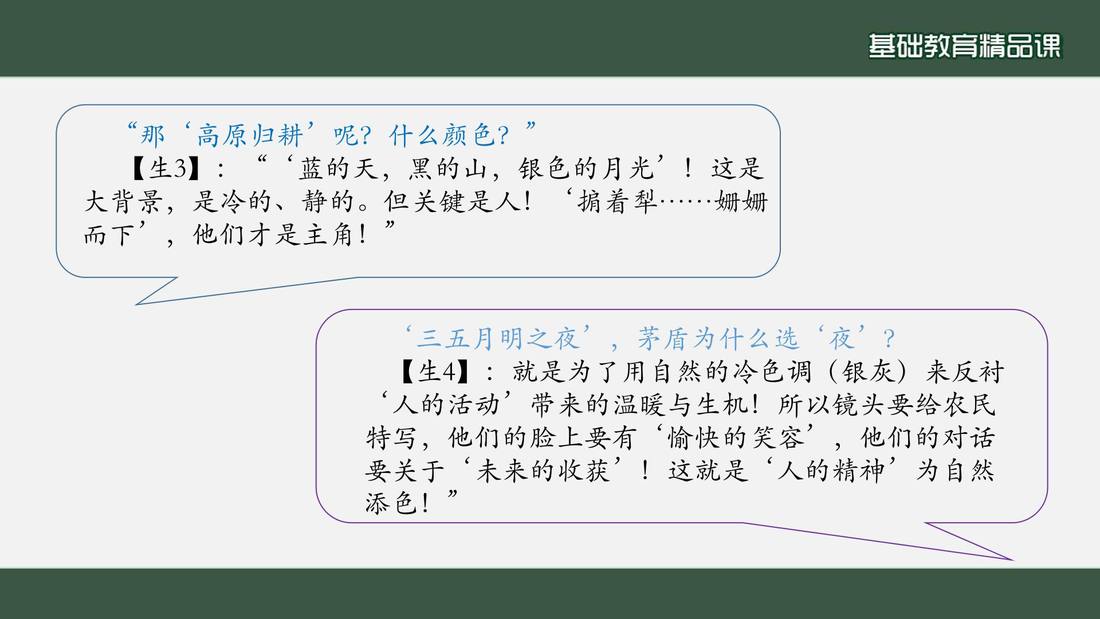 基础教育精品课
“那‘高原归耕’呢？什么颜色？”
【生3】：“‘蓝的天，黑的山，银色的月光’！这是
大背景，是冷的、静的。但关键是人！‘掮着犁……姗姗
而下’，他们才是主角！”
‘三五月明之夜’，茅盾为什么选‘夜’？
【生4】：就是为了用自然的冷色调（银灰）来反衬
‘人的活动’带来的温暖与生机！所以镜头要给农民
特写，他们的脸上要有‘愉快的笑容’，他们的对话
要关于‘未来的收获’！这就是‘人的精神’为自然
添色！”